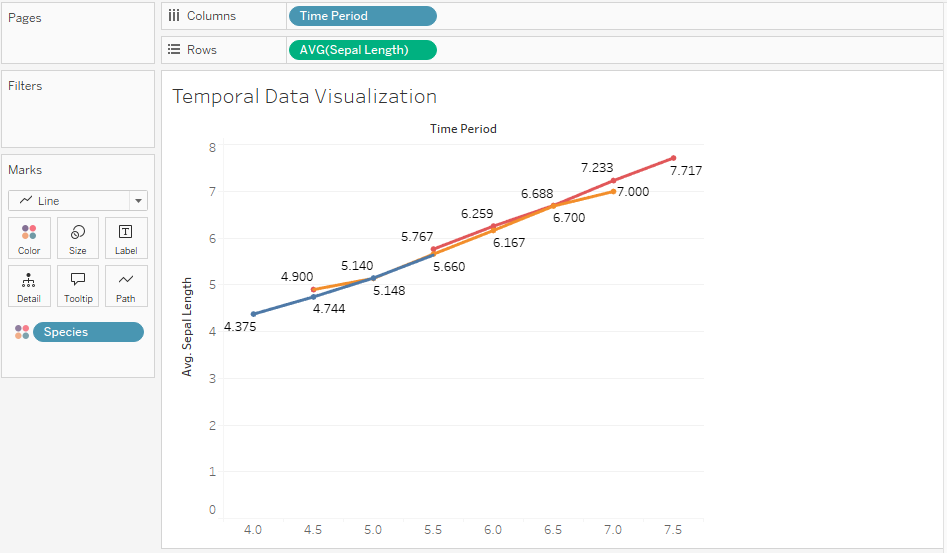 Pages
Columns
Time Period
Rows
AVG(Sepal Length)
Filters
Marks
Line
Color
Size
Label
Detail
Tooltip
Path
Species
Temporal Data Visualization
Time Period
8
7
6
5
4
3
2
1
0
Avg. Sepal Length
7.233
7.717
6.688
7.000
6.259
6.700
5.767
6.167
5.140
5.660
4.900
5.148
4.744
4.375
4.0
4.5
5.0
5.5
6.0
6.5
7.0
7.5